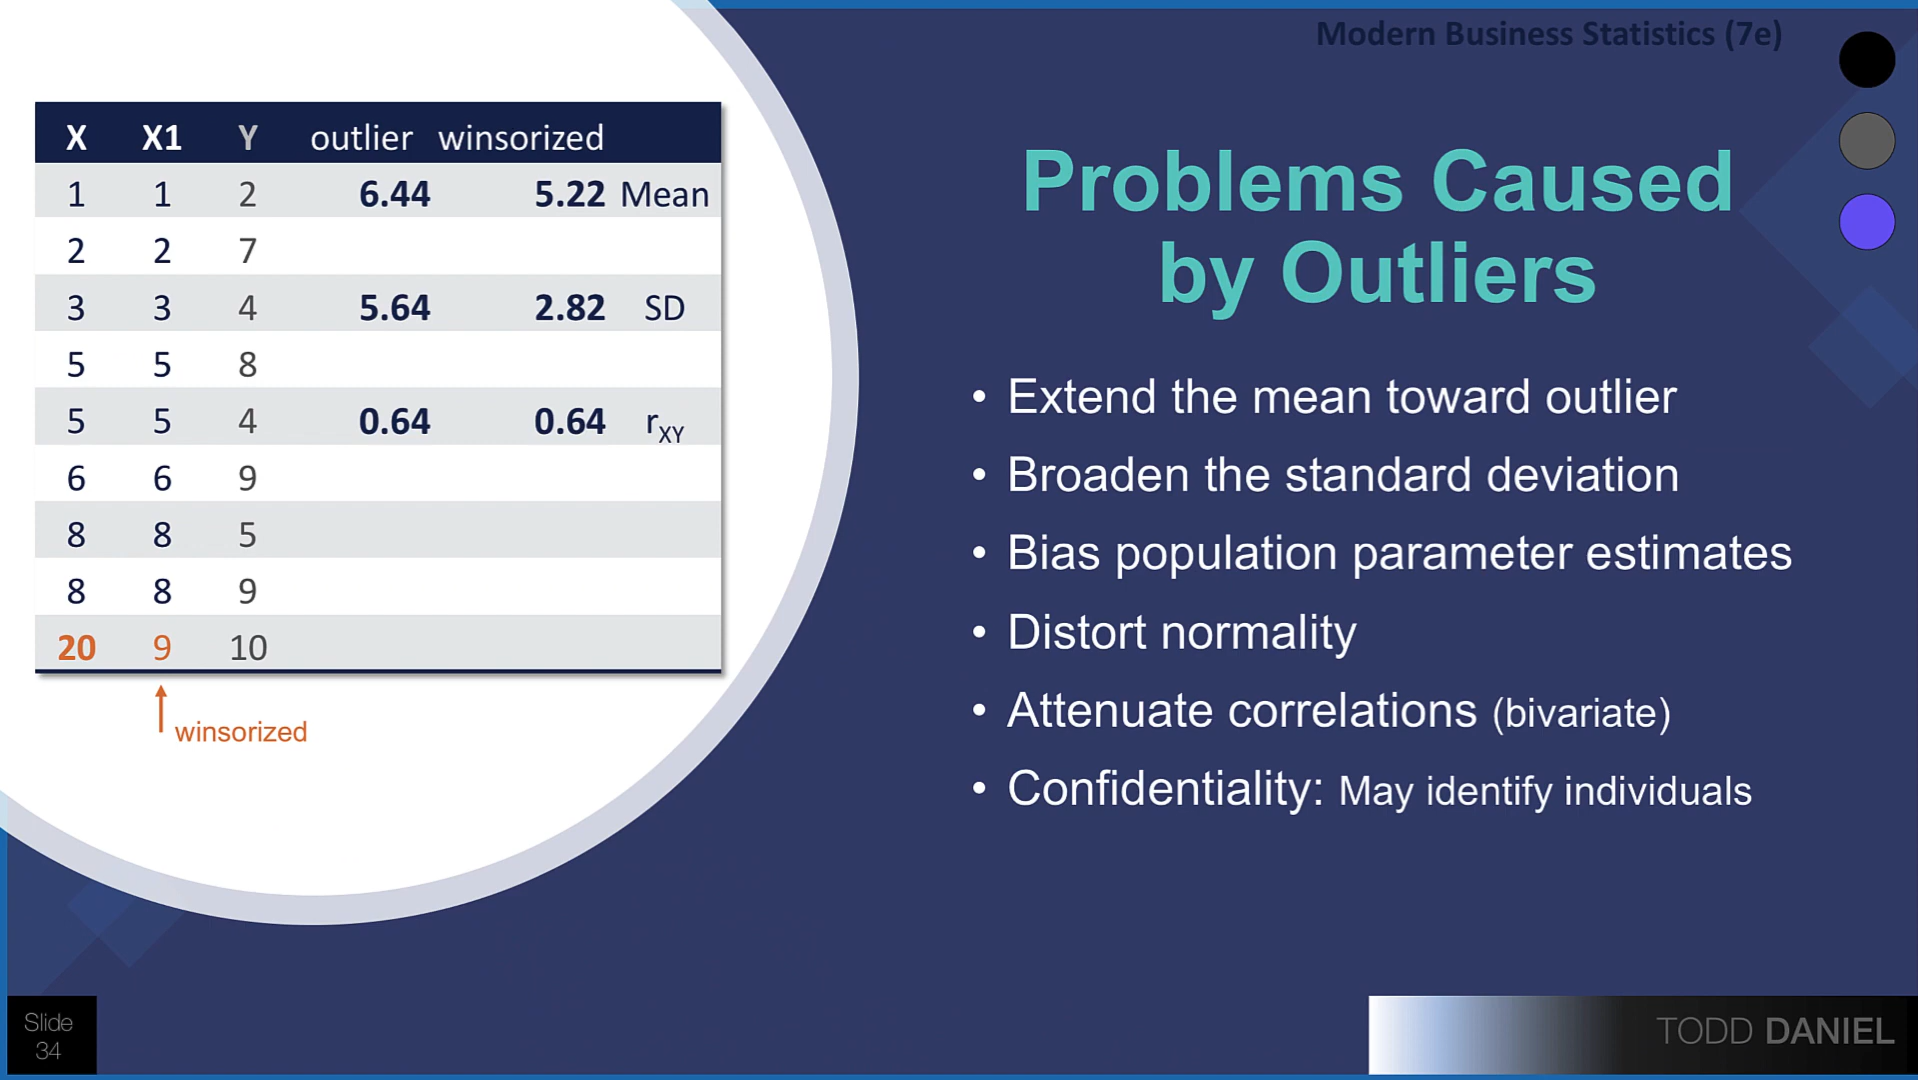 Modern Business Statistics (7e)
X X1 Y outlier winsorized
1 1 2 6.44 5.22 Mean
2 2 7
3 3 4 5.64 2.82 SD
5 5 8
5 5 4 0.64 0.64 rXY
6 6 9
8 8 5
8 8 9
20 9 10
winsorized
Problems Caused
by Outliers
• Extend the mean toward outlier
• Broaden the standard deviation
• Bias population parameter estimates
• Distort normality
• Attenuate correlations (bivariate)
• Confidentiality: May identify individuals
Slide
34
TODD DANIEL